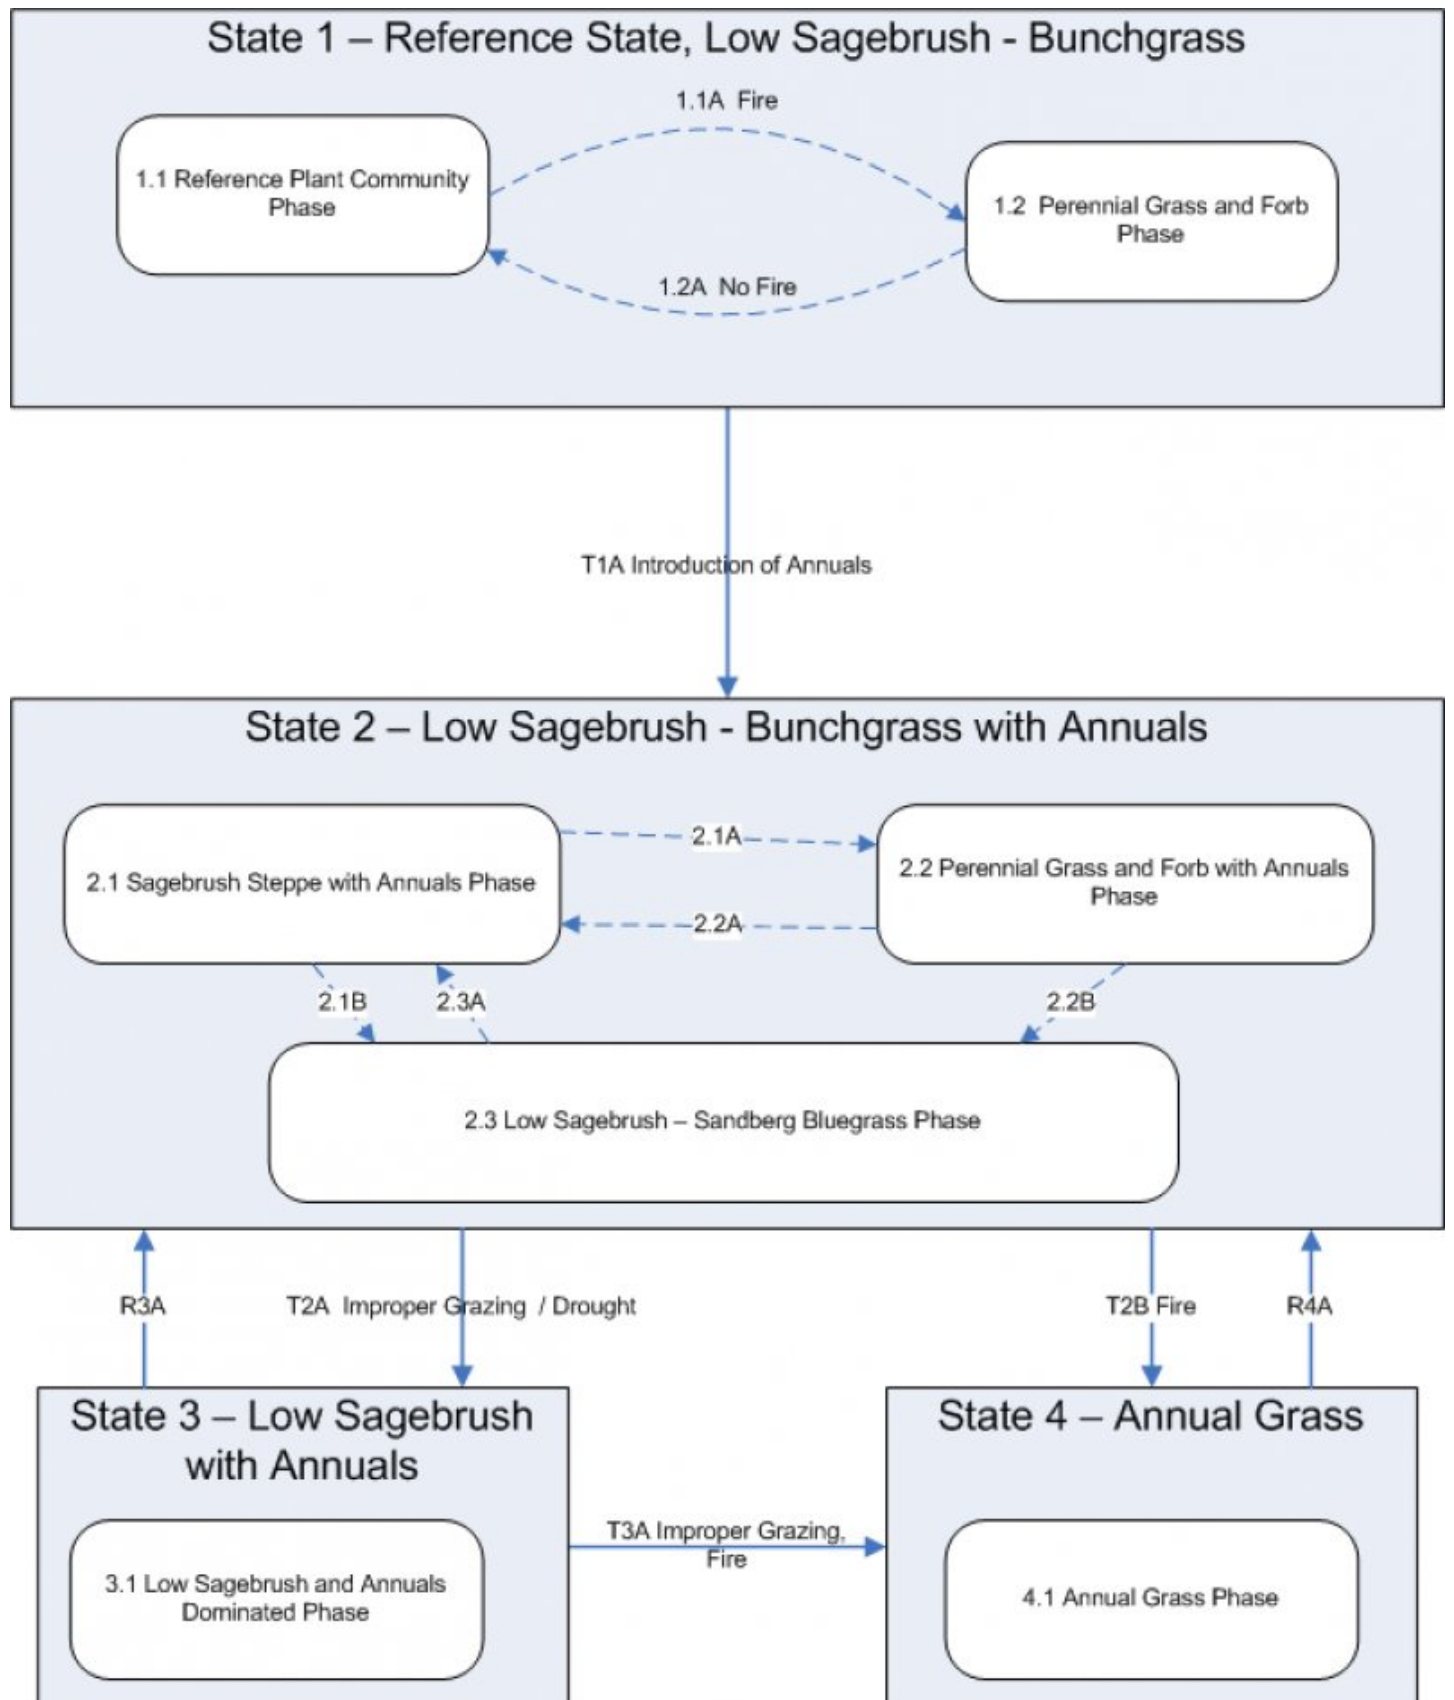 State 1 – Reference State, Low Sagebrush - Bunchgrass
1.1A  Fire
1.1 Reference Plant Community
Phase
1.2  Perennial Grass and Forb
Phase
1.2A  No Fire
T1A Introduction of Annuals
State 2 – Low Sagebrush - Bunchgrass with Annuals
2.1A
2.1 Sagebrush Steppe with Annuals Phase
2.2 Perennial Grass and Forb with Annuals
Phase
2.2A
2.1B
2.3A
2.2B
2.3 Low Sagebrush – Sandberg Bluegrass Phase
R3A
T2A  Improper Grazing  / Drought
T2B Fire
R4A
State 3 – Low Sagebrush
with Annuals
State 4 – Annual Grass
T3A Improper Grazing,
Fire
3.1 Low Sagebrush and Annuals
Dominated Phase
4.1 Annual Grass Phase